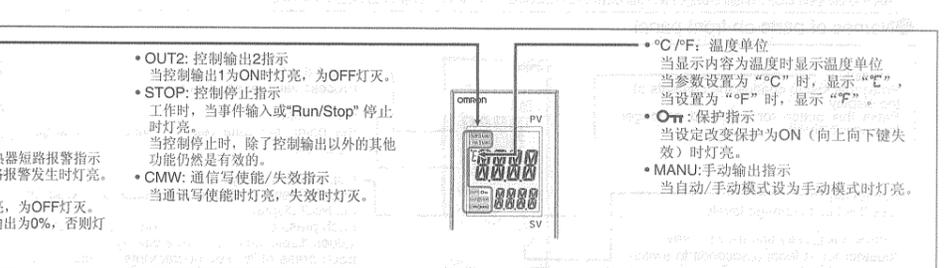 • OUT2: 控制输出2指示
当控制输出1为ON时灯亮，为OFF灯灭。
• STOP: 控制停止指示
工作时，当事件输入或“Run/Stop” 停止
时灯亮。
当控制停止时，除了控制输出以外的其他
功能仍然是有效的。
• CMW: 通信写使能/失效指示
当通讯写使能时灯亮，失效时灯灭。
热器短路报警指示
报警发生时灯亮。
，为OFF灯灭。
出为0%，否则灯
omron
PV
SV
• °C /°F：温度单位
当显示内容为温度时显示温度单位
当参数设置为“°C”时，显示“℃”，
当设置为“°F”时，显示“℉”。
• : 保护指示
当设定改变保护为ON（向上向下键失
效）时灯亮。
• MANU:手动输出指示
当自动/手动模式设为手动模式时灯亮。